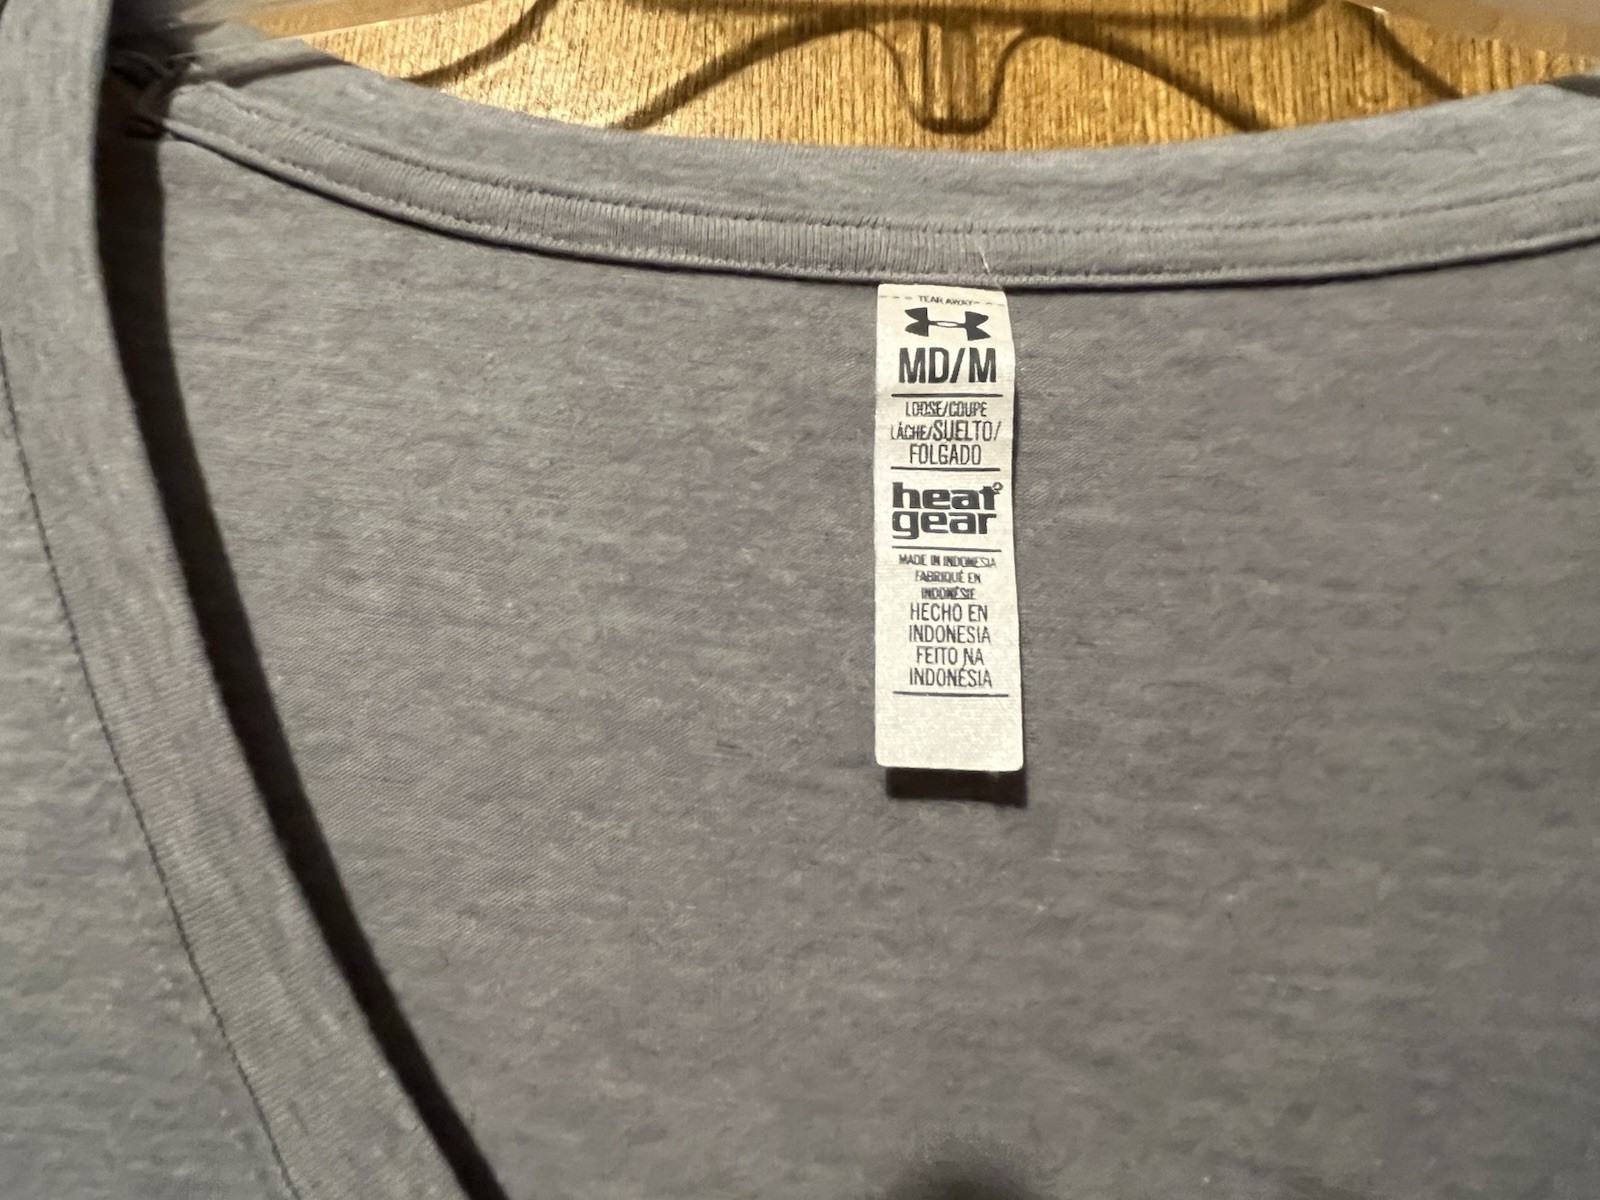 TEAR AWAY
MD/M
LOOSE/COUPE
LÂCHE/SUELTO/
FOLGADO
heat
gear
MADE IN INDONESIA
FABRIQUÉ EN
INDONÉSIE
HECHO EN
INDONESIA
FEITO NA
INDONÉSIA